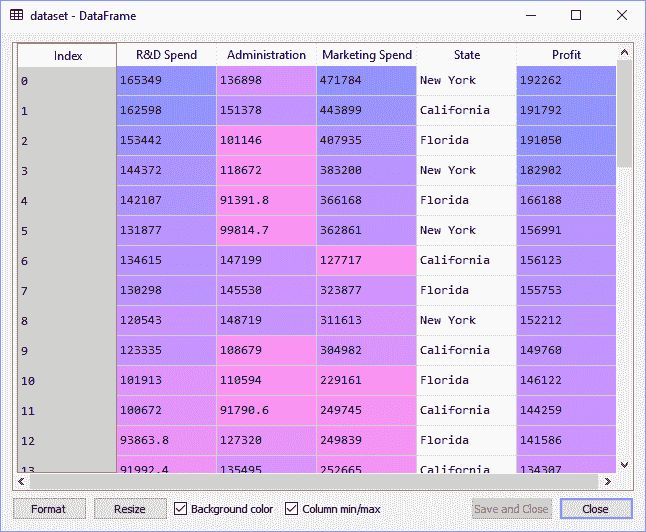 dataset - DataFrame
Index R&D Spend Administration Marketing Spend State Profit
0 165349 136898 471784 New York 192262
1 162598 151378 443899 California 191792
2 153442 101146 407935 Florida 191050
3 144372 118672 383200 New York 182902
4 142107 91391.8 366168 Florida 166188
5 131877 99814.7 362861 New York 156991
6 134615 147199 127717 California 156123
7 130298 145530 323877 Florida 155753
8 120543 148719 311613 New York 152212
9 123335 108679 304982 California 149760
10 101913 110594 229161 Florida 146122
11 100672 91790.6 249745 California 144259
12 93863.8 127320 249839 Florida 141586
13 91992.4 135495 252665 California 134307
Format Resize Background color Column min/max Save and Close Close